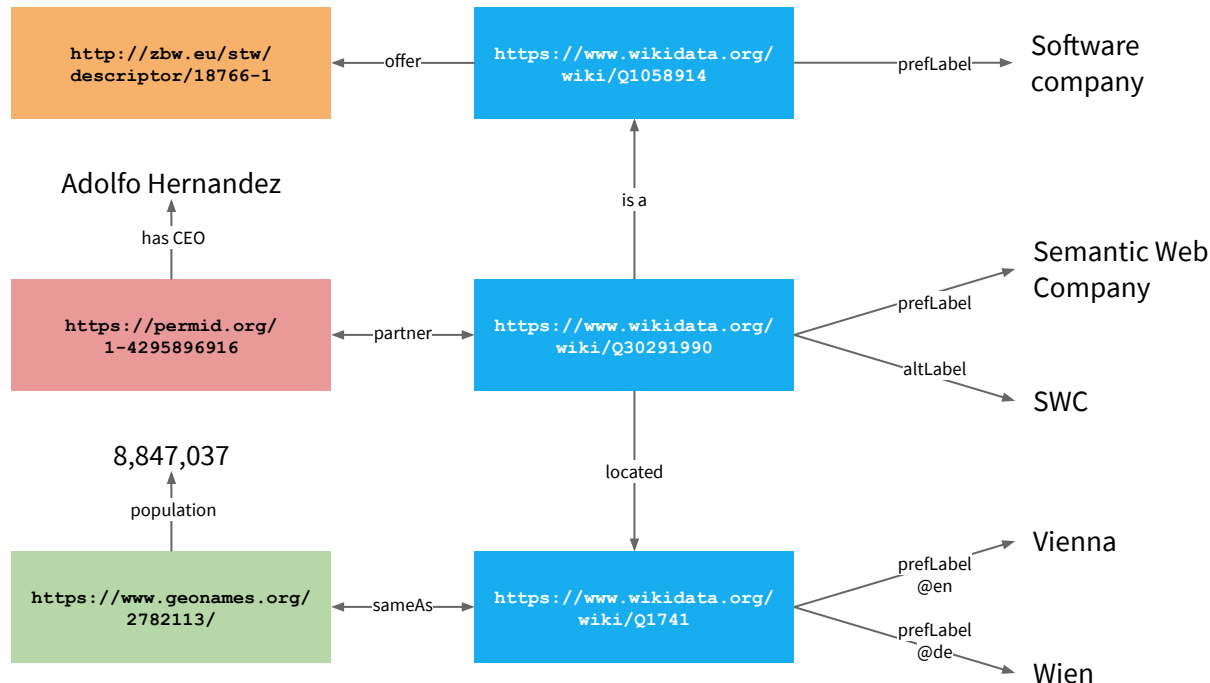 http://zbw.eu/stw/
descriptor/18766-1
offer
https://www.wikidata.org/
wiki/Q1058914
prefLabel
Software
company
Adolfo Hernandez
has CEO
is a
https://permid.org/
1-4295896916
partner
https://www.wikidata.org/
wiki/Q30291990
prefLabel
Semantic Web
Company
altLabel
SWC
8,847,037
population
located
https://www.geonames.org/
2782113/
sameAs
https://www.wikidata.org/
wiki/Q1741
prefLabel
@en
Vienna
prefLabel
@de
Wien